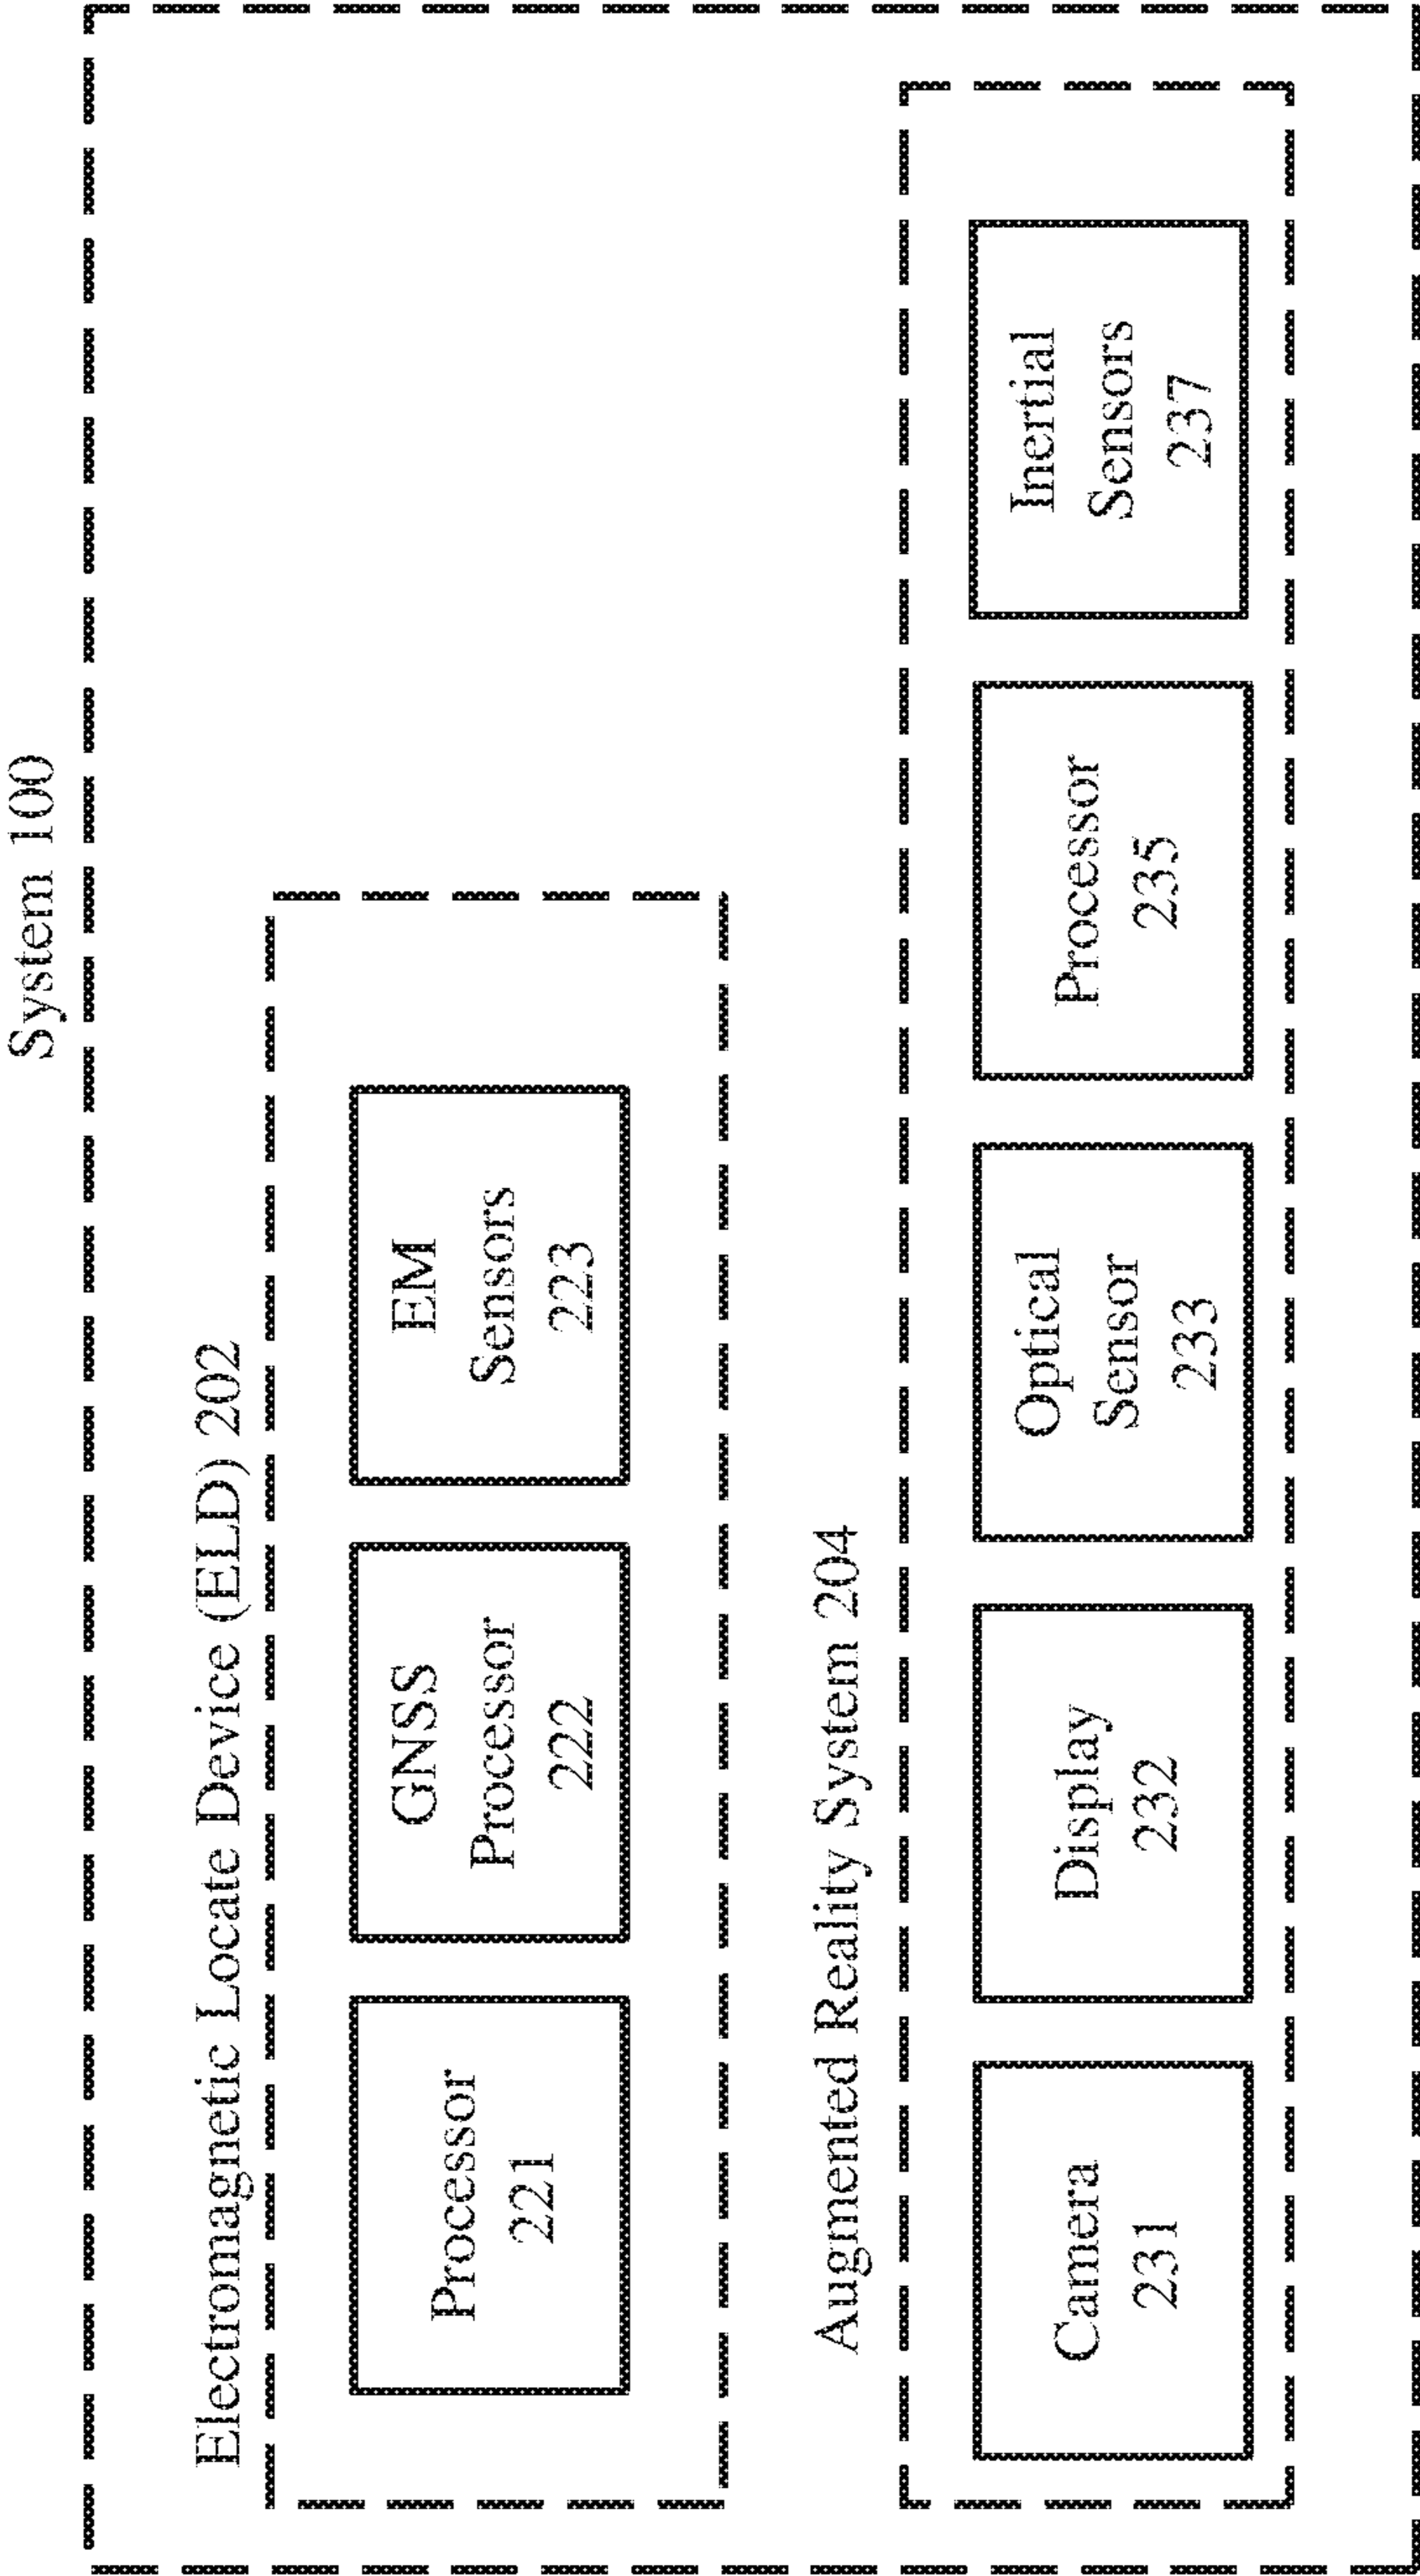 System 100
Electromagnetic Locate Device (ELD) 202
Processor
221
GNSS
Processor
222
EM
Sensors
223
Augmented Reality System 204
Camera
231
Display
232
Optical
Sensor
233
Processor
235
Inertial
Sensors
237